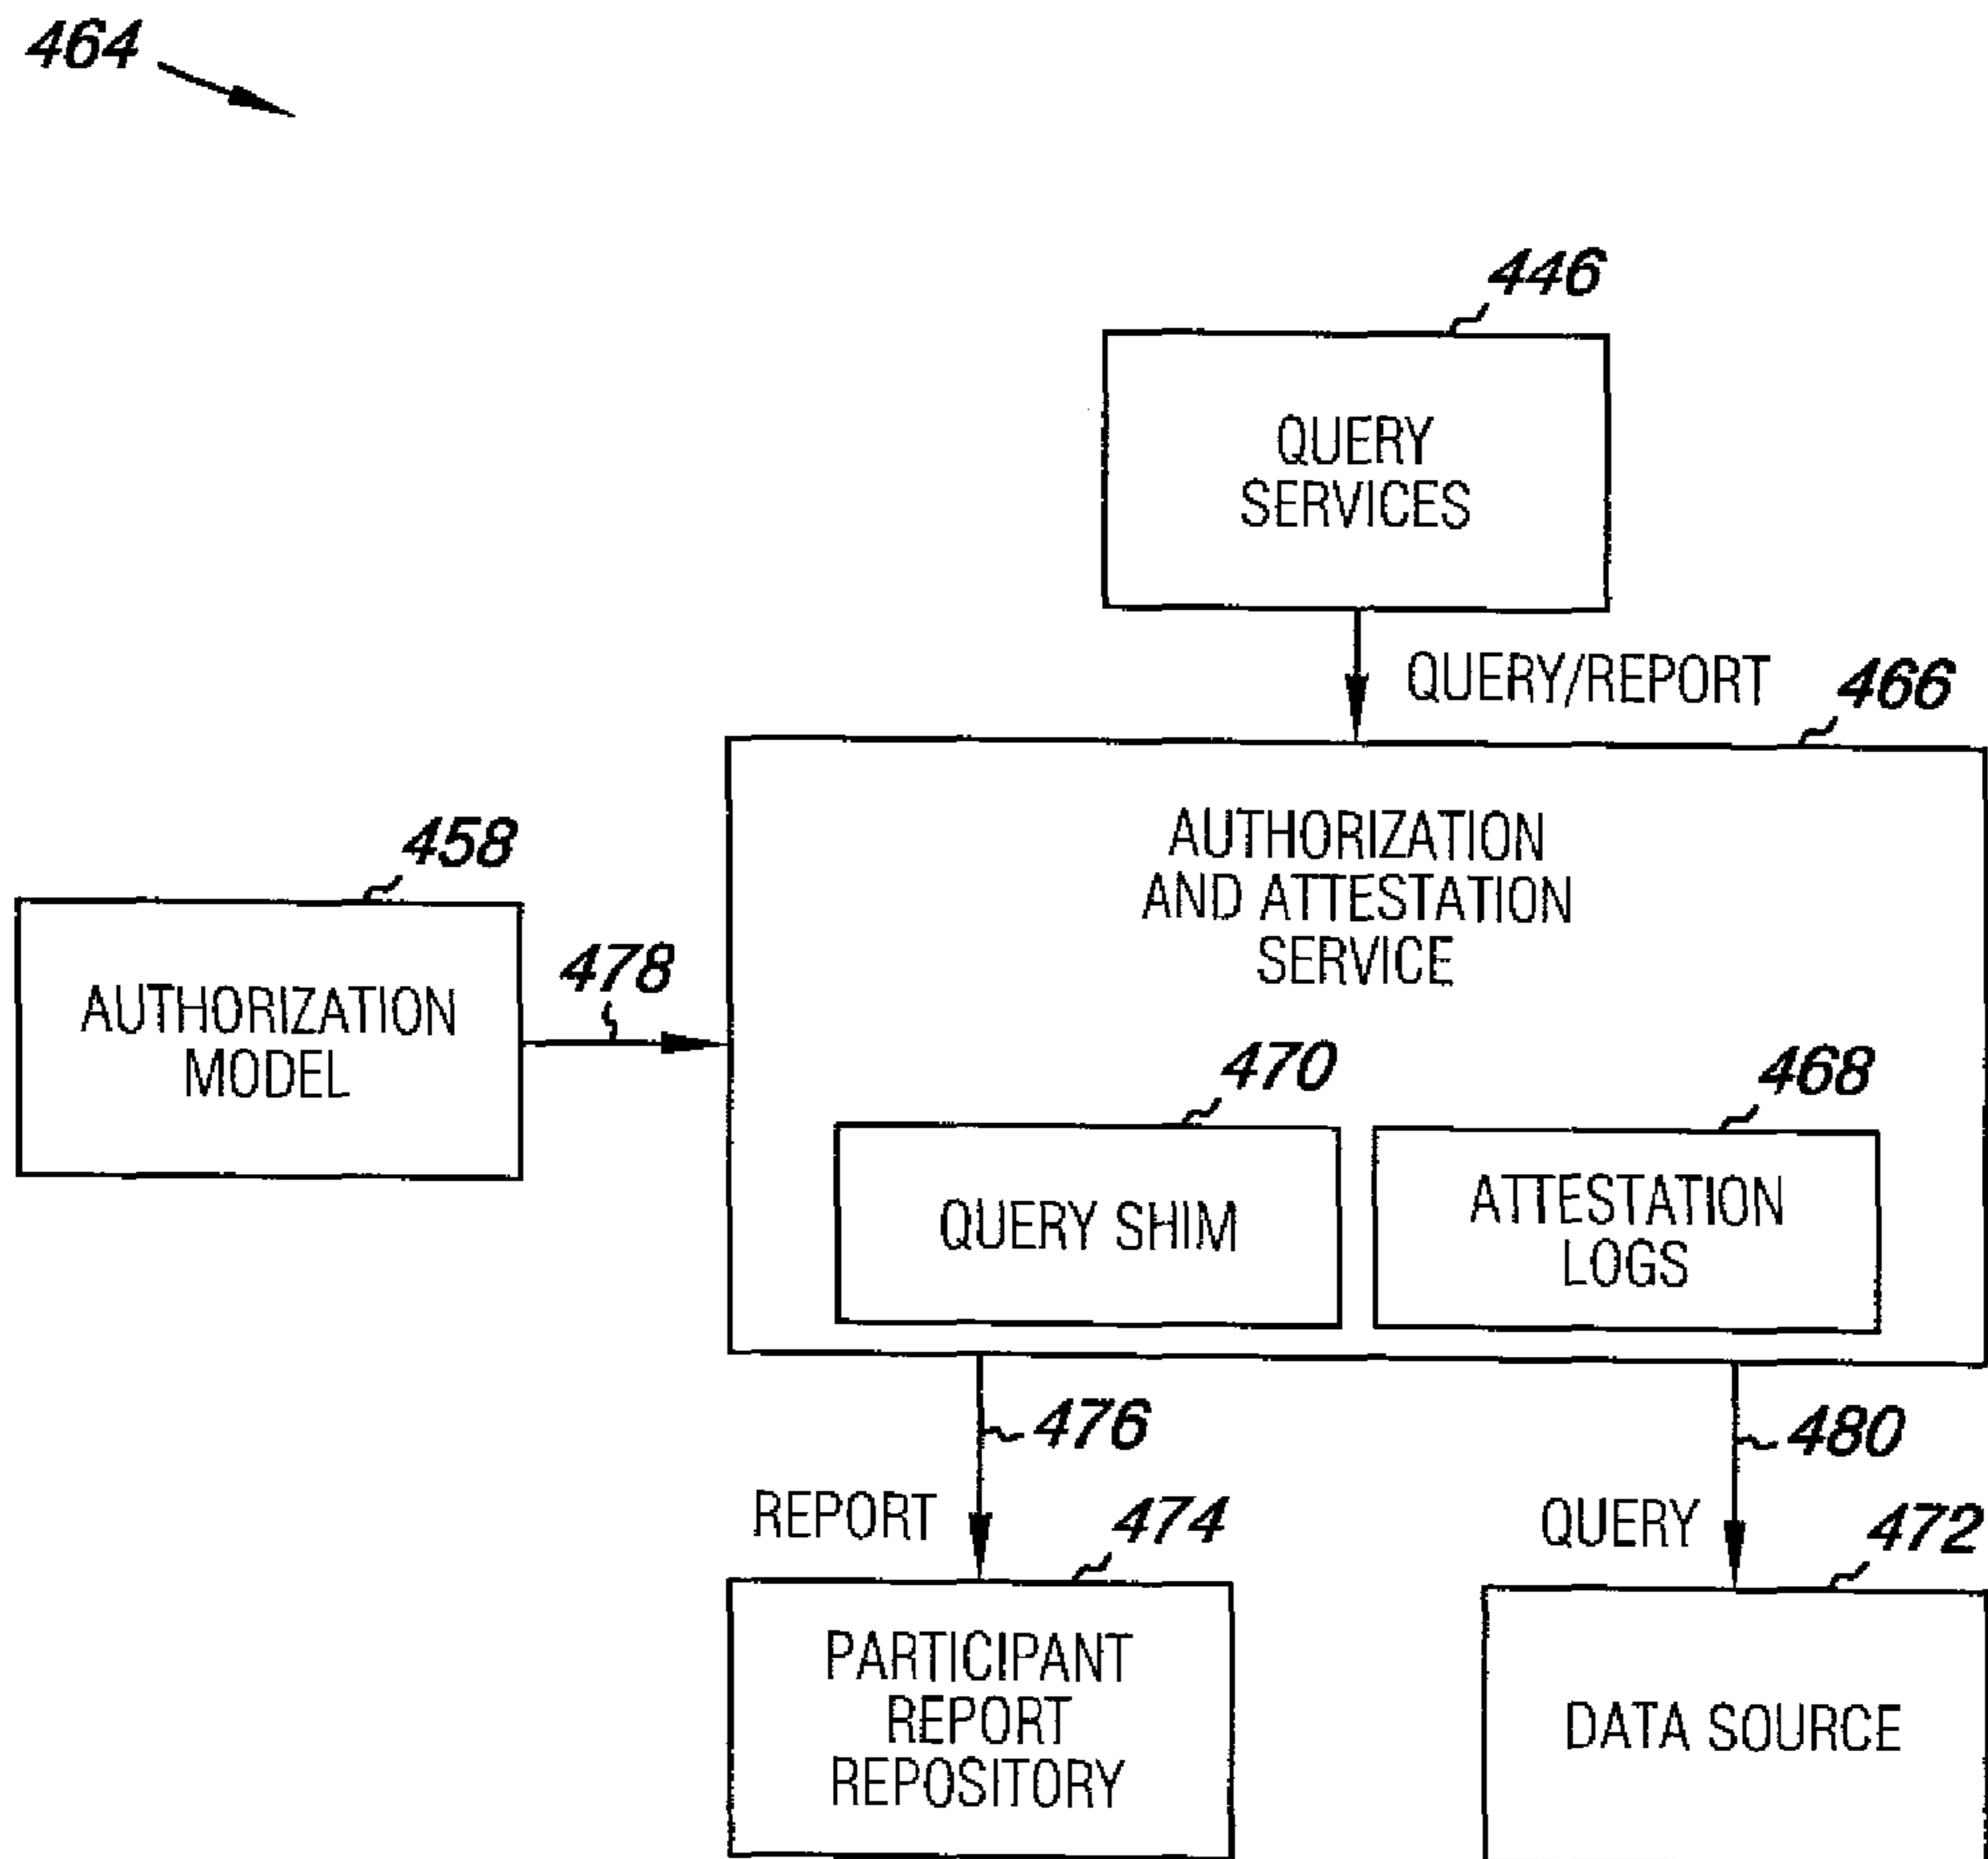 464
446
QUERY
SERVICES
QUERY/REPORT
466
AUTHORIZATION
AND ATTESTATION
SERVICE
458
AUTHORIZATION
MODEL
478
470
QUERY SHIM
468
ATTESTATION
LOGS
476
REPORT
474
PARTICIPANT
REPORT
REPOSITORY
480
QUERY
472
DATA SOURCE